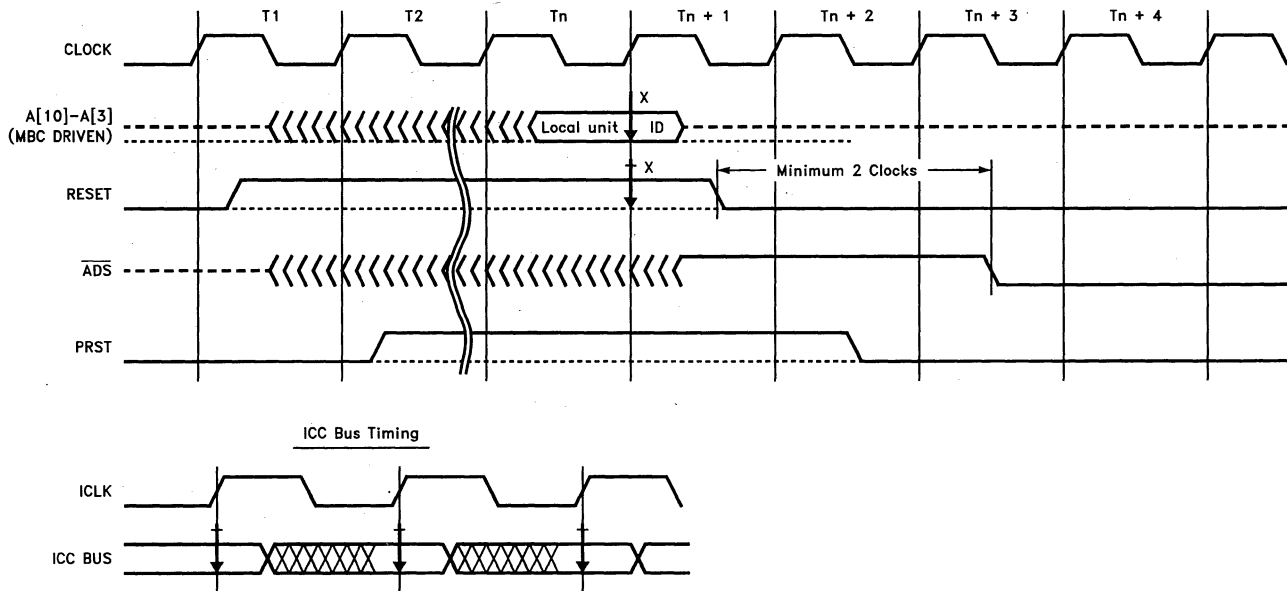 T1 T2 Tn Tn + 1 Tn + 2 Tn + 3 Tn + 4
CLOCK
A[10]–A[3]
(MBC DRIVEN)
Local unit ID
X
RESET
X
Minimum 2 Clocks
ADS
PRST
ICC Bus Timing
ICLK
ICC BUS